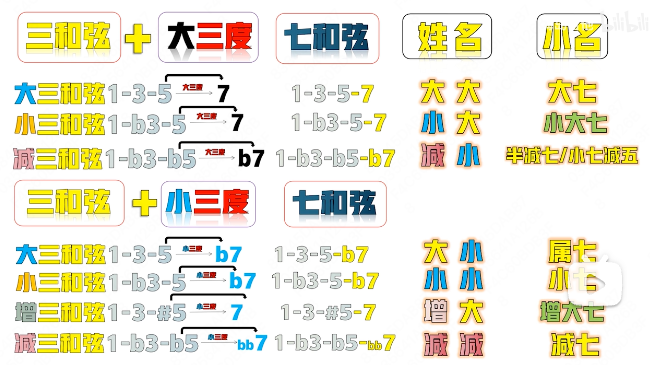 三和弦 + 大三度 七和弦 姓名 小名
bilibili
大三和弦 1-3-5 大三度 7 1-3-5-7 大 大 大七
小三和弦 1-b3-5 大三度 7 1-b3-5-7 小 大 小大七
减三和弦 1-b3-b5 大三度 b7 1-b3-b5-b7 减 小 半减七/小七减五
三和弦 + 小三度 七和弦
大三和弦 1-3-5 小三度 b7 1-3-5-b7 大 小 属七
小三和弦 1-b3-5 小三度 b7 1-b3-5-b7 小 小 小七
增三和弦 1-3-#5 小三度 7 1-3-#5-7 增 大 增大七
减三和弦 1-b3-b5 小三度 bb7 1-b3-b5-bb7 减 减 减七